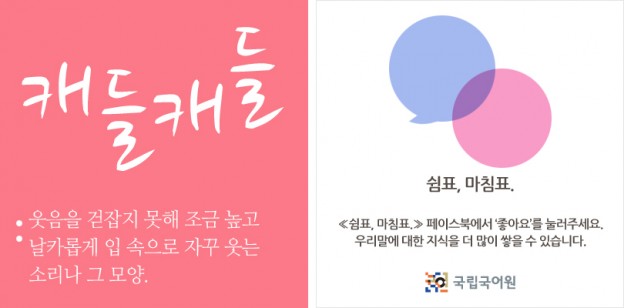 캐들캐들
웃음을 걷잡지 못해 조금 높고
날카롭게 입 속으로 자꾸 웃는
소리나 그 모양.
쉼표, 마침표.
≪쉼표, 마침표.≫ 페이스북에서 '좋아요'를 눌러주세요.
우리말에 대한 지식을 더 많이 쌓을 수 있습니다.
국립국어원